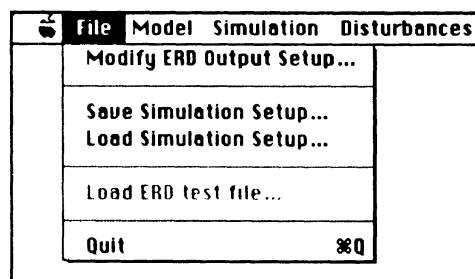 File Model Simulation Disturbances
Modify ERD Output Setup...
Save Simulation Setup...
Load Simulation Setup...
Load ERD test file...
Quit ⌘Q